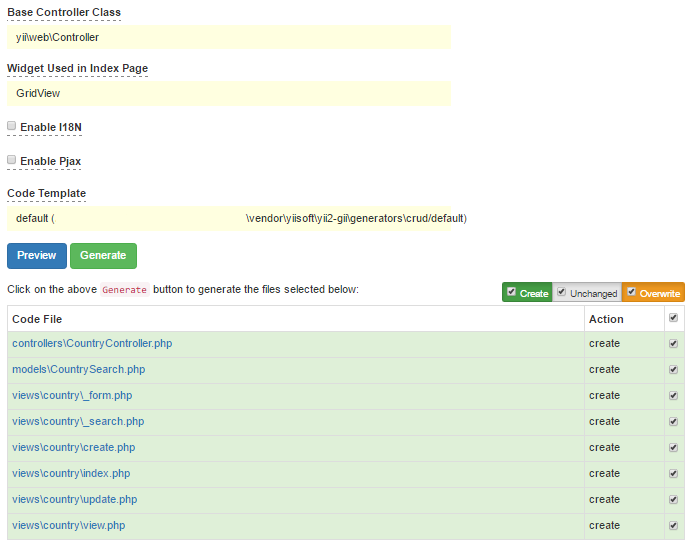 Base Controller Class
yii\web\Controller
Widget Used in Index Page
GridView
Enable I18N
Enable Pjax
Code Template
default ( \vendor\yiisoft\yii2-gii\generators\crud/default)
Preview Generate
Click on the above Generate button to generate the files selected below: Create Unchanged Overwrite
Code File Action
controllers\CountryController.php create
models\CountrySearch.php create
views\country\_form.php create
views\country\_search.php create
views\country\create.php create
views\country\index.php create
views\country\update.php create
views\country\view.php create